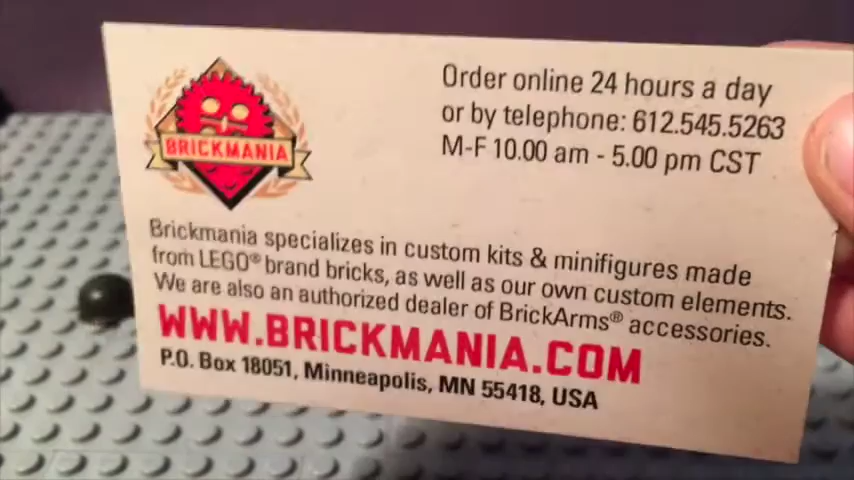 BRICKMANIA
Order online 24 hours a day
or by telephone: 612.545.5263
M-F 10.00 am - 5.00 pm CST
Brickmania specializes in custom kits & minifigures made
from LEGO® brand bricks, as well as our own custom elements.
We are also an authorized dealer of BrickArms® accessories.
WWW.BRICKMANIA.COM
P.O. Box 18051, Minneapolis, MN 55418, USA